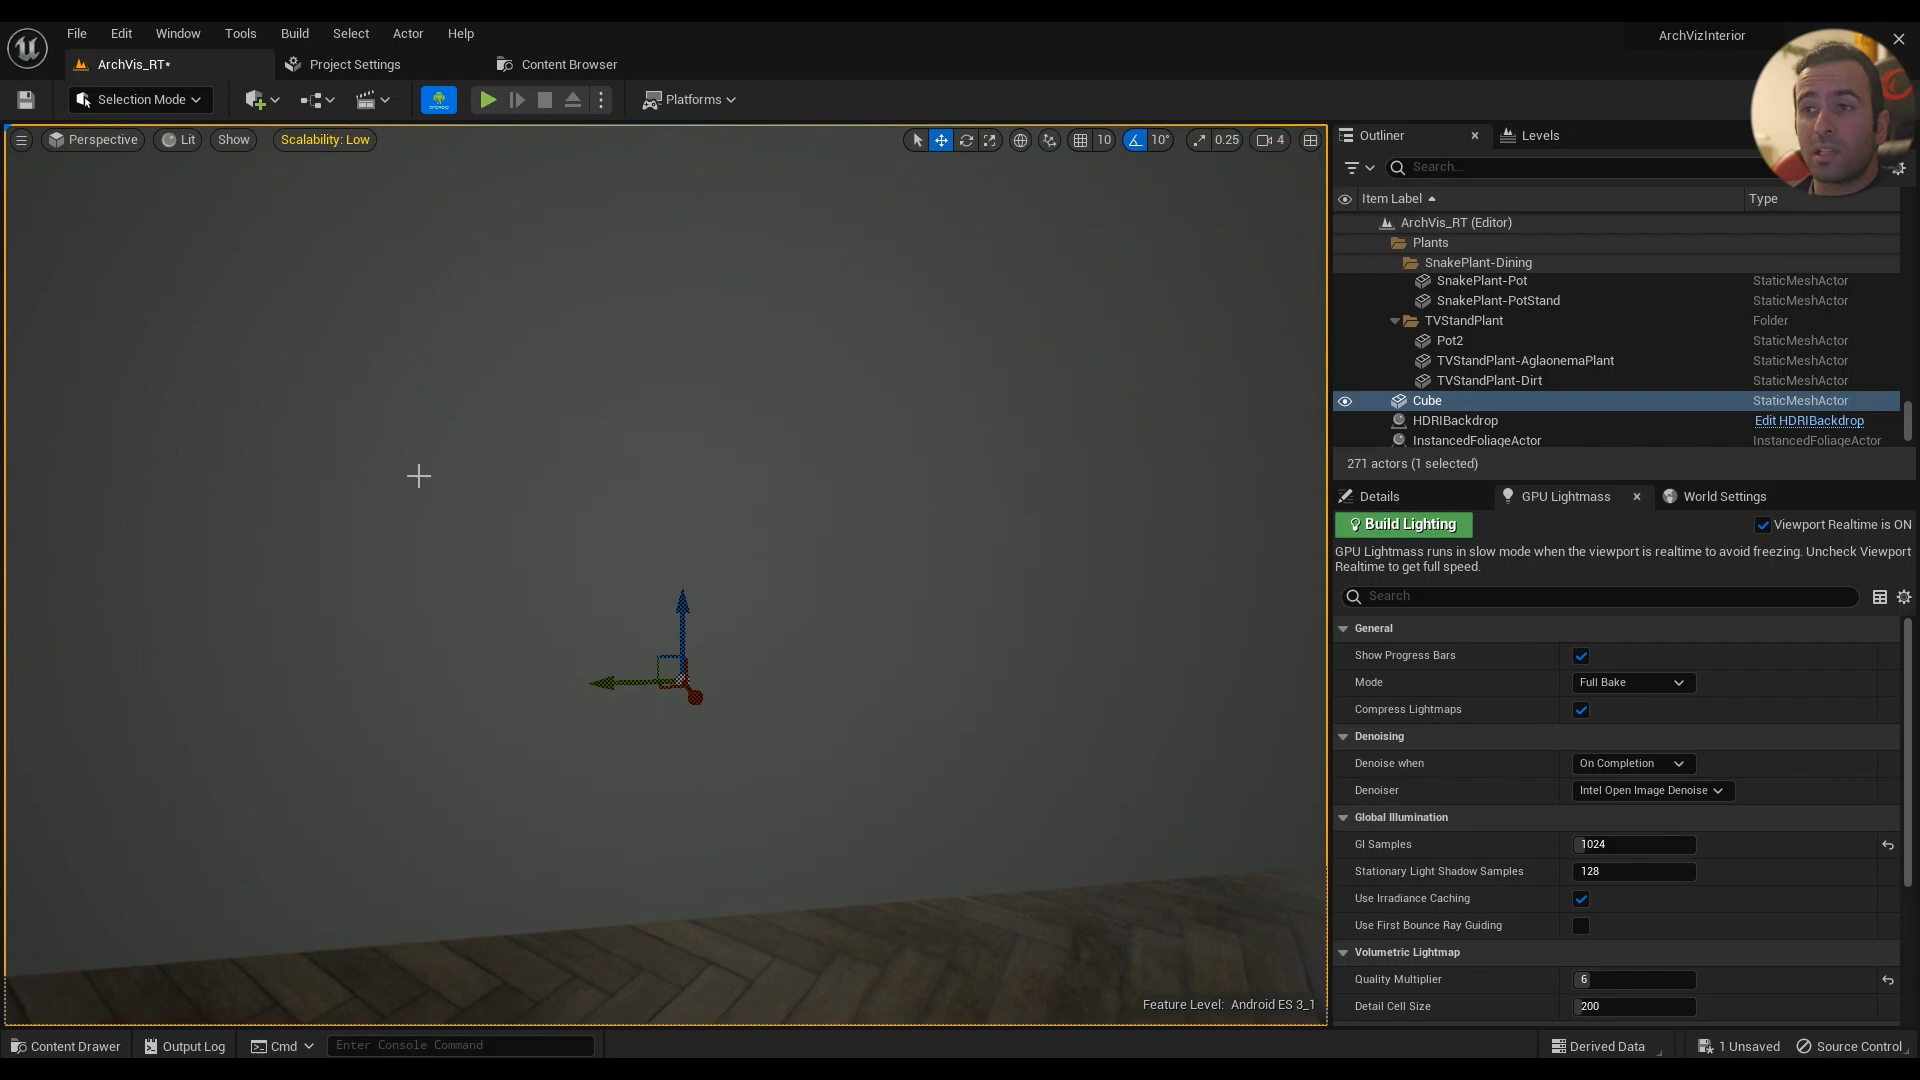 File Edit Window Tools Build Select Actor Help
ArchVizInterior
ArchVis_RT*
Project Settings
Content Browser
Selection Mode
Platforms
Perspective
Lit
Show
Scalability: Low
10
10°
0.25
4
Outliner
Levels
Search...
Item Label
Type
ArchVis_RT (Editor)
Plants
SnakePlant-Dining
SnakePlant-Pot StaticMeshActor
SnakePlant-PotStand StaticMeshActor
TVStandPlant Folder
Pot2 StaticMeshActor
TVStandPlant-AglaonemaPlant StaticMeshActor
TVStandPlant-Dirt StaticMeshActor
Cube StaticMeshActor
HDRIBackdrop Edit HDRIBackdrop
InstancedFoliageActor InstancedFoliageActor
271 actors (1 selected)
Details
GPU Lightmass
World Settings
Build Lighting
Viewport Realtime is ON
GPU Lightmass runs in slow mode when the viewport is realtime to avoid freezing. Uncheck Viewport
Realtime to get full speed.
Search
General
Show Progress Bars
Mode Full Bake
Compress Lightmaps
Denoising
Denoise when On Completion
Denoiser Intel Open Image Denoise
Global Illumination
GI Samples 1024
Stationary Light Shadow Samples 128
Use Irradiance Caching
Use First Bounce Ray Guiding
Volumetric Lightmap
Quality Multiplier 6
Detail Cell Size 200
Feature Level: Android ES 3_1
Content Drawer
Output Log
Cmd
Enter Console Command
Derived Data
1 Unsaved
Source Control